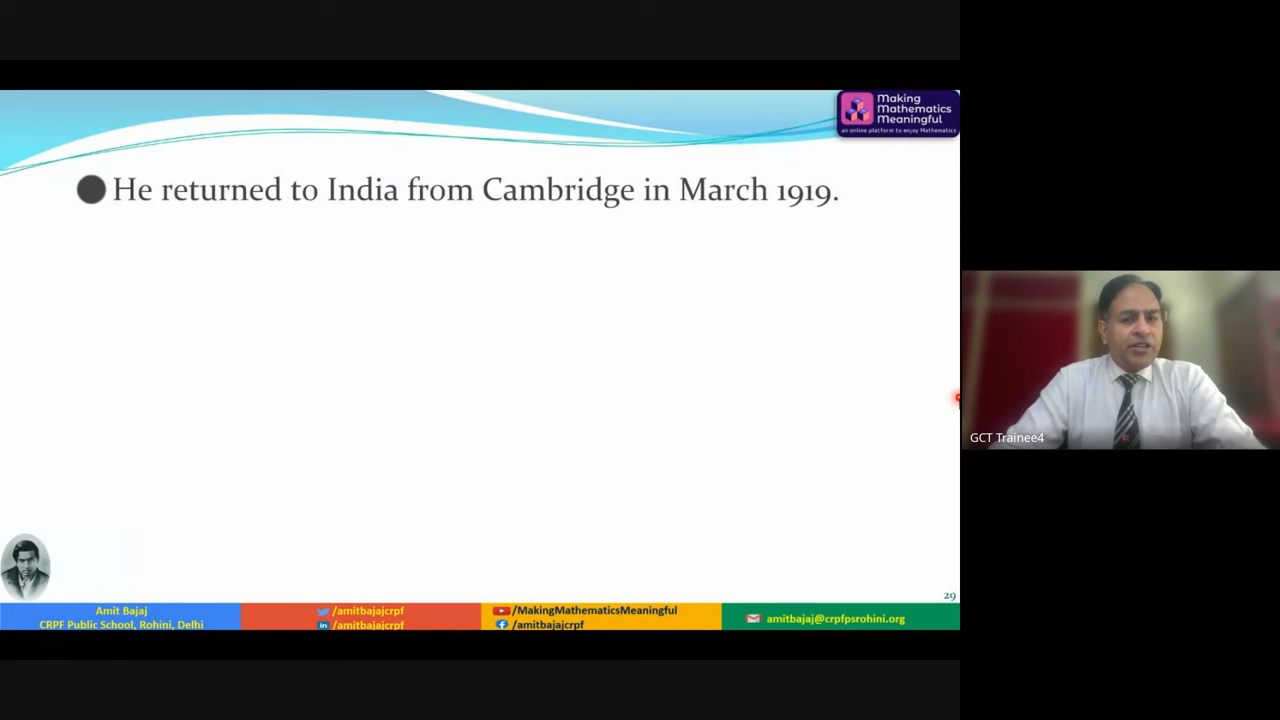 Making
Mathematics
Meaningful
an online platform to enjoy Mathematics
He returned to India from Cambridge in March 1919.
GCT Trainee4
29
Amit Bajaj
CRPF Public School, Rohini, Delhi
/amitbajajcrpf
/amitbajajcrpf
/MakingMathematicsMeaningful
/amitbajajcrpf
amitbajaj@crpfpsrohini.org